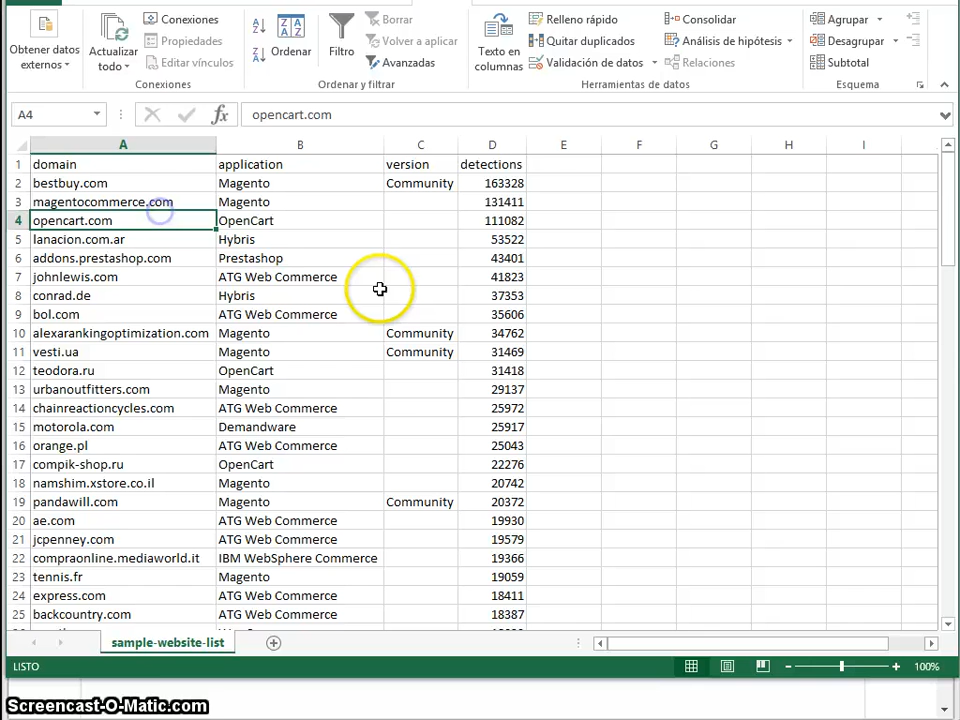 Obtener datos externos
Actualizar todo
Conexiones
Propiedades
Editar vínculos
Conexiones
Ordenar
Filtro
Borrar
Volver a aplicar
Avanzadas
Ordenar y filtrar
Texto en columnas
Relleno rápido
Quitar duplicados
Validación de datos
Consolidar
Análisis de hipótesis
Relaciones
Herramientas de datos
Agrupar
Desagrupar
Subtotal
Esquema
A4 fx opencart.com
A B C D E F G H I
1 domain application version detections
2 bestbuy.com Magento Community 163328
3 magentocommerce.com Magento 131411
4 opencart.com OpenCart 111082
5 lanacion.com.ar Hybris 53522
6 addons.prestashop.com Prestashop 43401
7 johnlewis.com ATG Web Commerce 41823
8 conrad.de Hybris 37353
9 bol.com ATG Web Commerce 35606
10 alexarankingoptimization.com Magento Community 34762
11 vesti.ua Magento Community 31469
12 teodora.ru OpenCart 31418
13 urbanoutfitters.com Magento 29137
14 chainreactioncycles.com ATG Web Commerce 25972
15 motorola.com Demandware 25917
16 orange.pl ATG Web Commerce 25043
17 compik-shop.ru OpenCart 22276
18 namshim.xstore.co.il Magento 20742
19 pandawill.com Magento Community 20372
20 ae.com ATG Web Commerce 19930
21 jcpenney.com ATG Web Commerce 19579
22 compraonline.mediaworld.it IBM WebSphere Commerce 19366
23 tennis.fr Magento 19059
24 express.com ATG Web Commerce 18411
25 backcountry.com ATG Web Commerce 18387
sample-website-list
LISTO 100%
Screencast-O-Matic.com